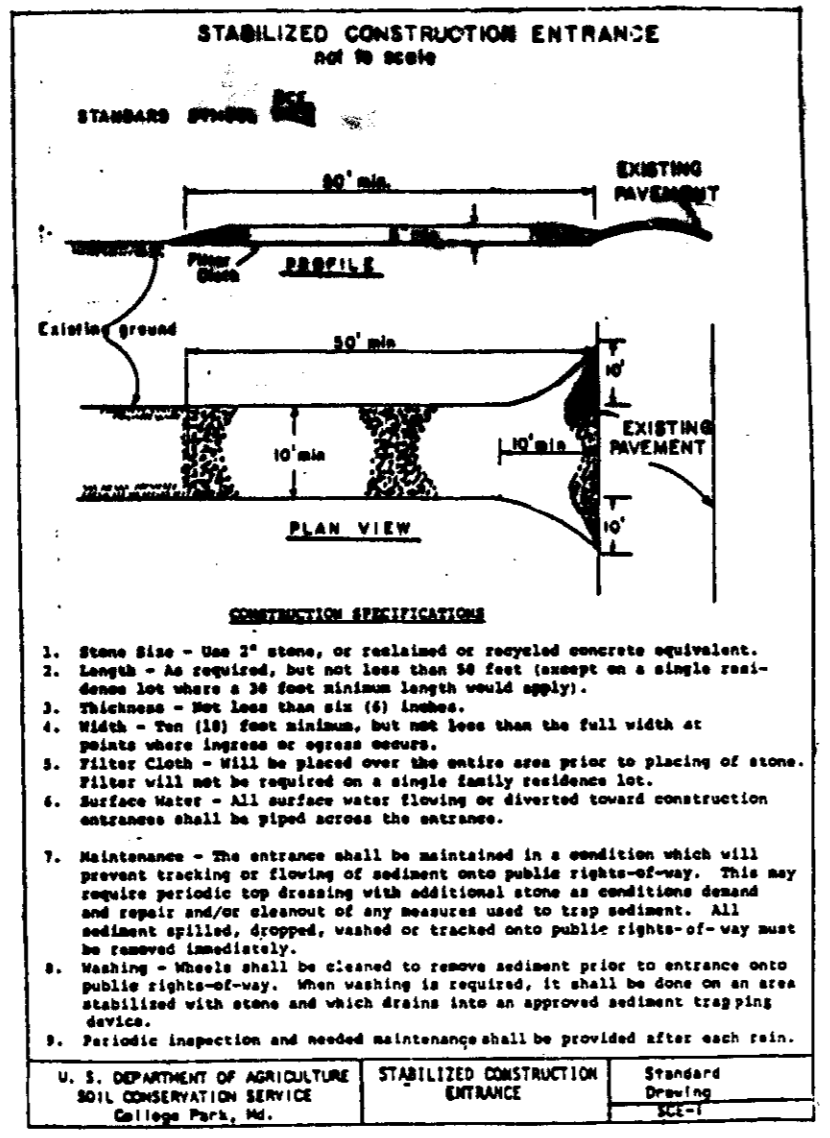 STABILIZED CONSTRUCTION ENTRANCE
not to scale
STANDARD SYMBOL SCE
50' min.
EXISTING
PAVEMENT
Filter
Cloth
PROFILE
Existing ground
50' min
10'
10' min
10' min
EXISTING
PAVEMENT
10'
PLAN VIEW
CONSTRUCTION SPECIFICATIONS
1. Stone Size - Use 2" stone, or reclaimed or recycled concrete equivalent.
2. Length - As required, but not less than 50 feet (except on a single resi-
dence lot where a 30 foot minimum length would apply).
3. Thickness - Not less than six (6) inches.
4. Width - Ten (10) foot minimum, but not less than the full width at
points where ingress or egress occurs.
5. Filter Cloth - Will be placed over the entire area prior to placing of stone.
Filter will not be required on a single family residence lot.
6. Surface Water - All surface water flowing or diverted toward construction
entrances shall be piped across the entrance.
7. Maintenance - The entrance shall be maintained in a condition which will
prevent tracking or flowing of sediment onto public rights-of-way. This may
require periodic top dressing with additional stone as conditions demand
and repair and/or cleanout of any measures used to trap sediment. All
sediment spilled, dropped, washed or tracked onto public rights-of-way must
be removed immediately.
8. Washing - Wheels shall be cleaned to remove sediment prior to entrance onto
public rights-of-way. When washing is required, it shall be done on an area
stabilized with stone and which drains into an approved sediment trapping
device.
9. Periodic inspection and needed maintenance shall be provided after each rain.
U. S. DEPARTMENT OF AGRICULTURE
SOIL CONSERVATION SERVICE
College Park, Md.
STABILIZED CONSTRUCTION
ENTRANCE
Standard
Drawing
SCE-1